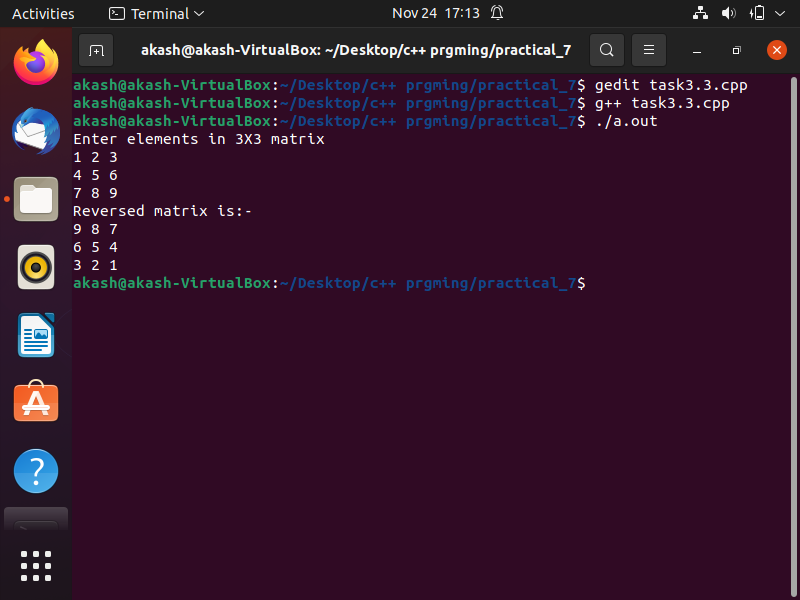 Activities Terminal Nov 24 17:13
akash@akash-VirtualBox: ~/Desktop/c++ prgming/practical_7
akash@akash-VirtualBox:~/Desktop/c++ prgming/practical_7$ gedit task3.3.cpp
akash@akash-VirtualBox:~/Desktop/c++ prgming/practical_7$ g++ task3.3.cpp
akash@akash-VirtualBox:~/Desktop/c++ prgming/practical_7$ ./a.out
Enter elements in 3X3 matrix
1 2 3
4 5 6
7 8 9
Reversed matrix is:-
9 8 7
6 5 4
3 2 1
akash@akash-VirtualBox:~/Desktop/c++ prgming/practical_7$